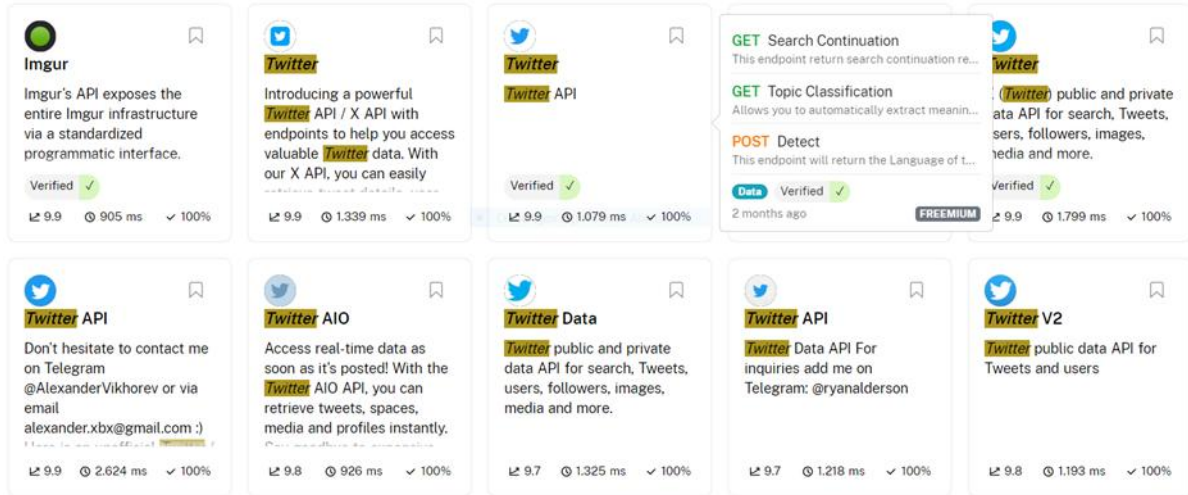 Imgur
Imgur's API exposes the
entire Imgur infrastructure
via a standardized
programmatic interface.
Verified ✓
9.9 905 ms ✓ 100%
Twitter
Introducing a powerful
Twitter API / X API with
endpoints to help you access
valuable Twitter data. With
our X API, you can easily
9.9 1.339 ms ✓ 100%
Twitter
Twitter API
Verified ✓
9.9 1.079 ms ✓ 100%
GET Search Continuation
This endpoint return search continuation re...
GET Topic Classification
Allows you to automatically extract meanin...
POST Detect
This endpoint will return the Language of t...
Data Verified ✓
2 months ago FREEMIUM
Twitter
(Twitter) public and private
data API for search, Tweets,
users, followers, images,
media and more.
Verified ✓
9.9 1.799 ms ✓ 100%
Twitter API
Don't hesitate to contact me
on Telegram
@AlexanderVikhorev or via
email
alexander.xbx@gmail.com :)
9.9 2.624 ms ✓ 100%
Twitter AIO
Access real-time data as
soon as it's posted! With the
Twitter AIO API, you can
retrieve tweets, spaces,
media and profiles instantly.
9.8 926 ms ✓ 100%
Twitter Data
Twitter public and private
data API for search, Tweets,
users, followers, images,
media and more.
9.7 1.325 ms ✓ 100%
Twitter API
Twitter Data API For
inquiries add me on
Telegram: @ryanalderson
9.7 1.218 ms ✓ 100%
Twitter V2
Twitter public data API for
Tweets and users
9.8 1.193 ms ✓ 100%